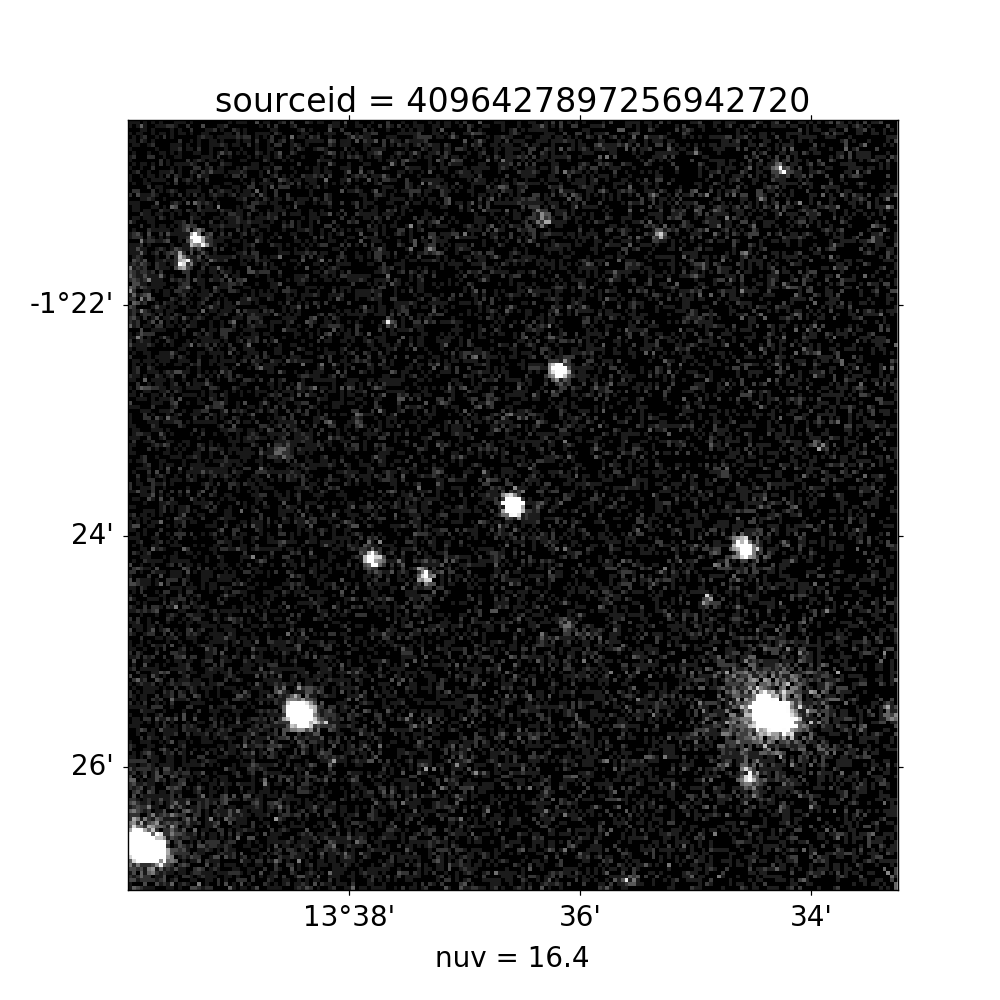 sourceid = 4096427897256942720
-1°22'
24'
26'
13°38' 36' 34'
nuv = 16.4